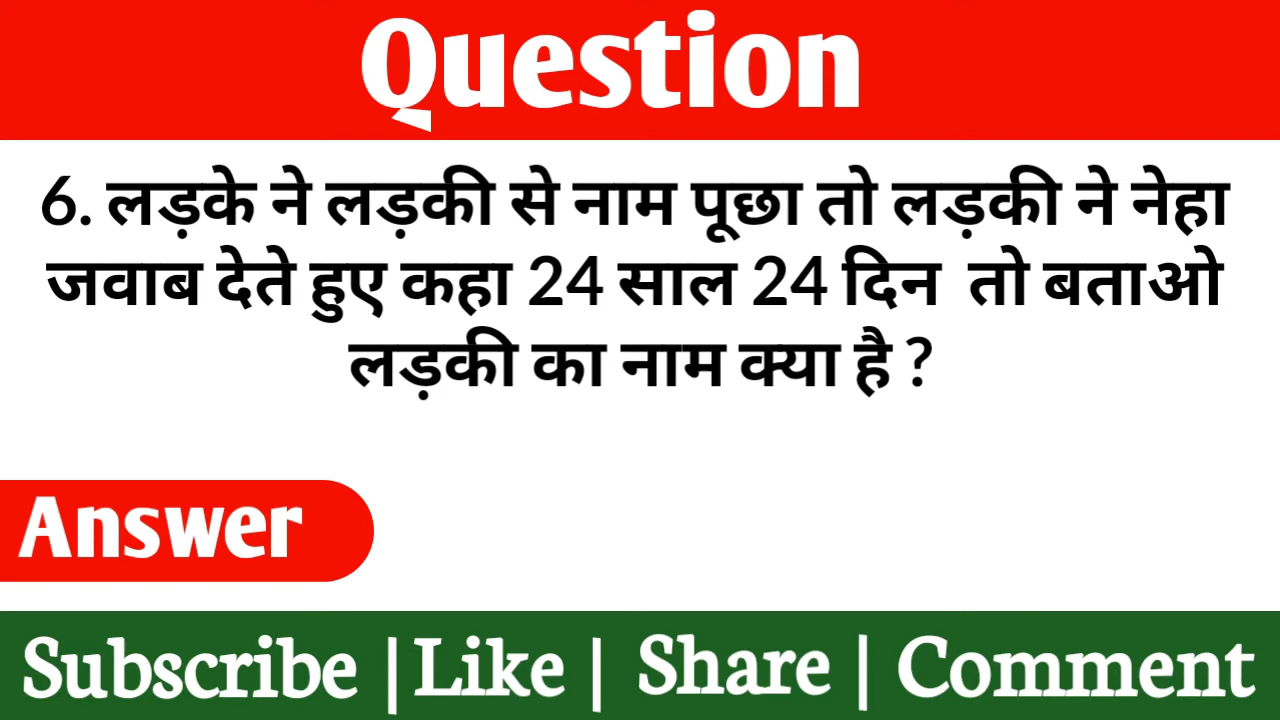 Question
6. लड़के ने लड़की से नाम पूछा तो लड़की ने नेहा
जवाब देते हुए कहा 24 साल 24 दिन तो बताओ
लड़की का नाम क्या है ?
Answer
Subscribe | Like | Share | Comment